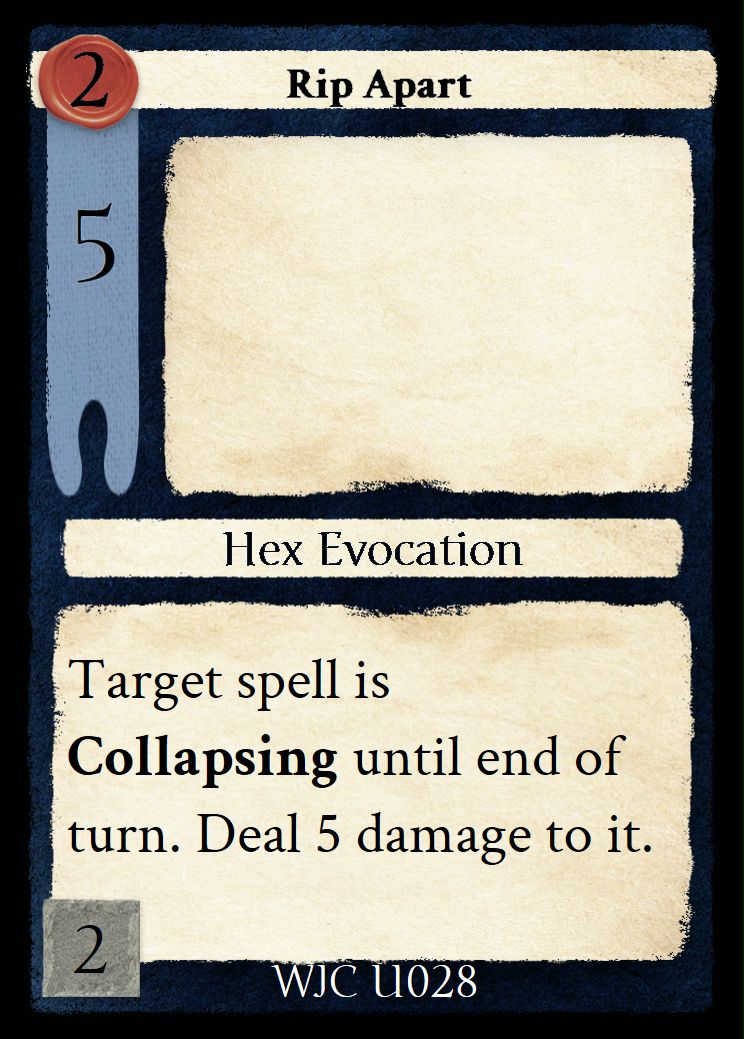 2
Rip Apart
5
Hex Evocation
Target spell is
Collapsing until end of
turn. Deal 5 damage to it.
2
WJC U028